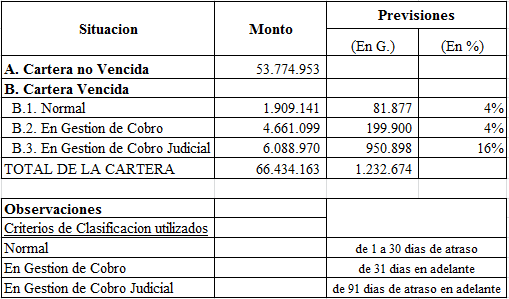 Situacion Monto Previsiones
(En G.) (En %)
A. Cartera no Vencida 53.774.953
B. Cartera Vencida
B.1. Normal 1.909.141 81.877 4%
B.2. En Gestion de Cobro 4.661.099 199.900 4%
B.3. En Gestion de Cobro Judicial 6.088.970 950.898 16%
TOTAL DE LA CARTERA 66.434.163 1.232.674
Observaciones
Criterios de Clasificacion utilizados
Normal de 1 a 30 dias de atraso
En Gestion de Cobro de 31 dias en adelante
En Gestion de Cobro Judicial de 91 dias de atraso en adelante